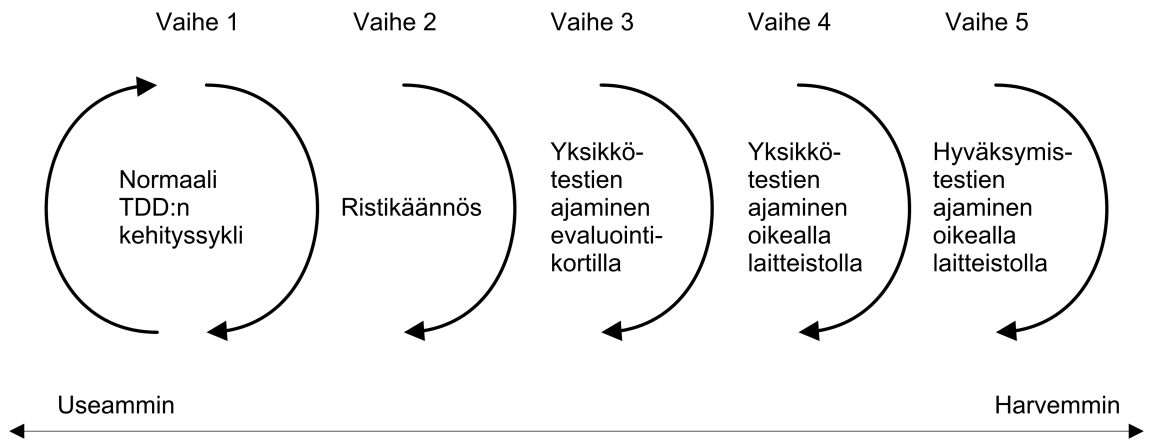 Vaihe 1
Vaihe 2
Vaihe 3
Vaihe 4
Vaihe 5
Normaali
TDD:n
kehityssykli
Ristikäännös
Yksikkö-
testien
ajaminen
evaluointi-
kortilla
Yksikkö-
testien
ajaminen
oikealla
laitteistolla
Hyväksymis-
testien
ajaminen
oikealla
laitteistolla
Useammin
Harvemmin